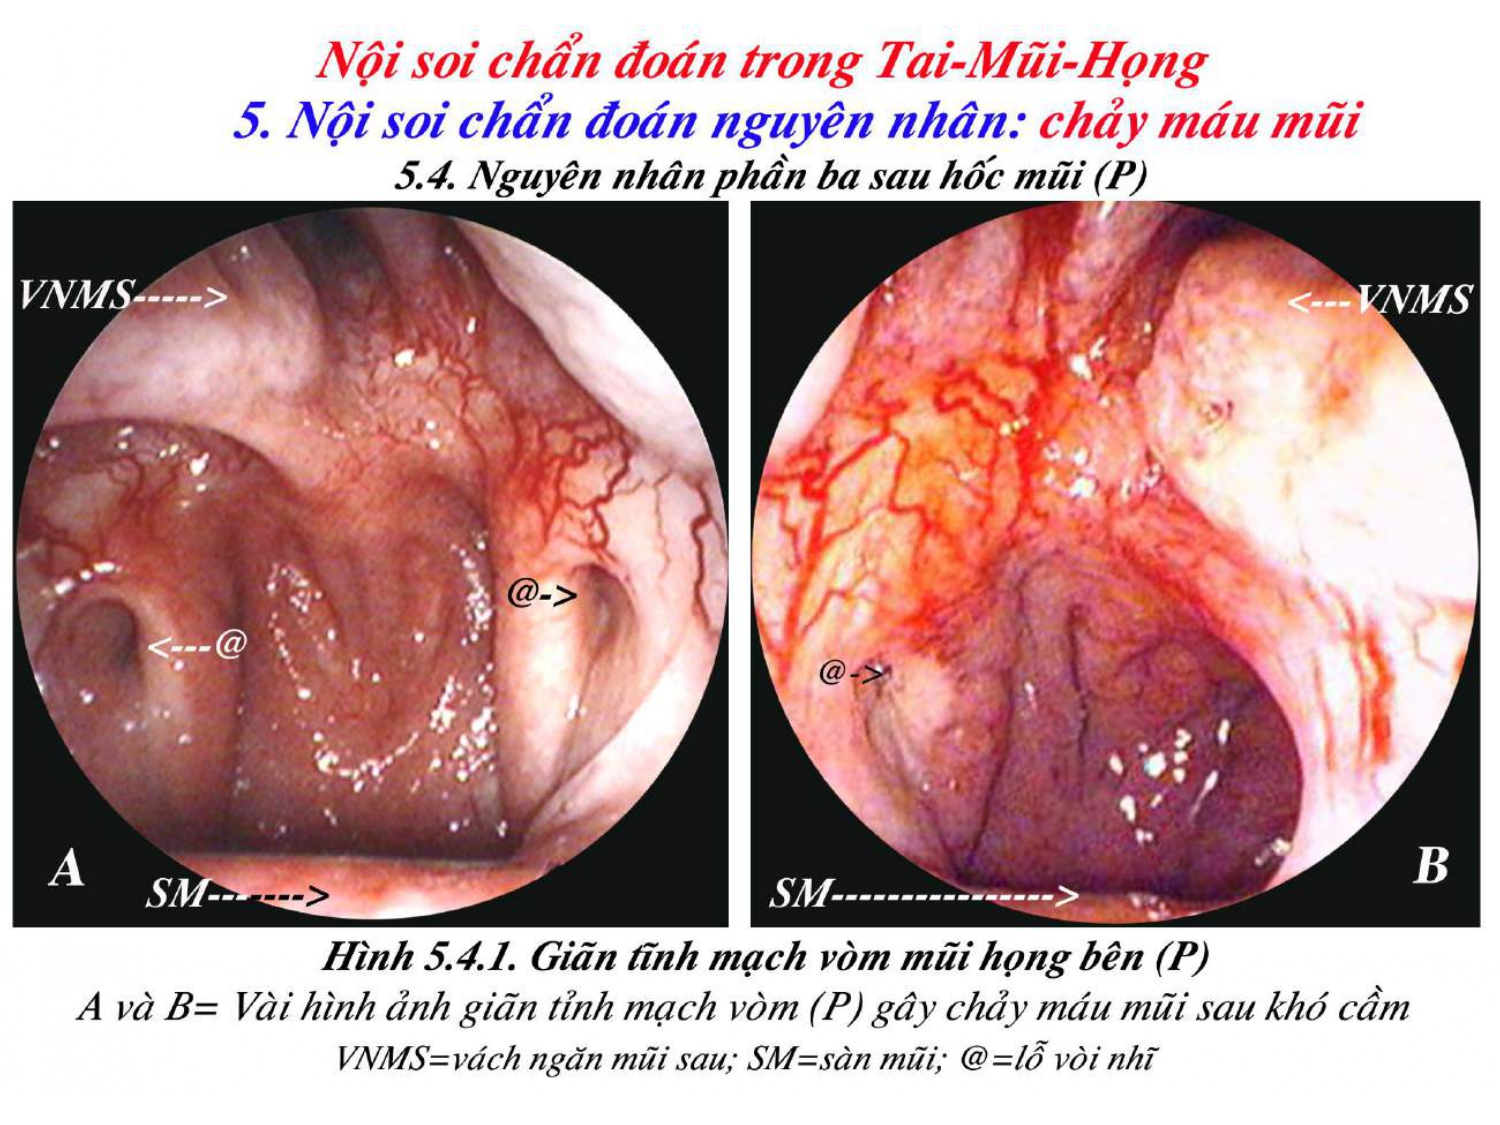 Nội soi chẩn đoán trong Tai-Mũi-Họng
5. Nội soi chẩn đoán nguyên nhân: chảy máu mũi
5.4. Nguyên nhân phần ba sau hốc mũi (P)
VNMS----->
<---VNMS
@->
<---@
@->
A
B
SM------->
SM---------------->
Hình 5.4.1. Giãn tĩnh mạch vòm mũi họng bên (P)
A và B= Vài hình ảnh giãn tỉnh mạch vòm (P) gây chảy máu mũi sau khó cầm
VNMS=vách ngăn mũi sau; SM=sàn mũi; @=lỗ vòi nhĩ